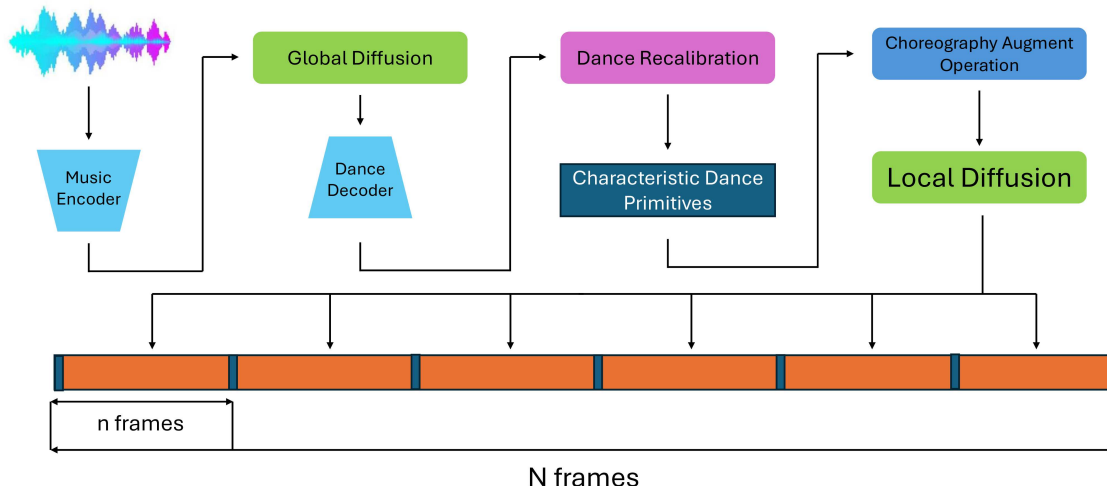 Global Diffusion
Dance Recalibration
Choreography Augment
Operation
Music
Encoder
Dance
Decoder
Characteristic Dance
Primitives
Local Diffusion
n frames
N frames